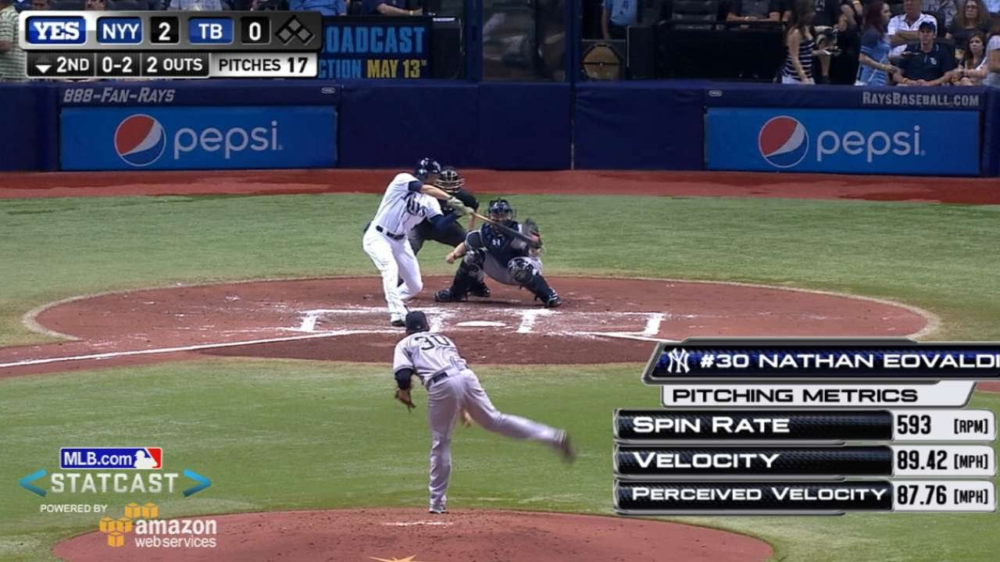 YES NYY 2 TB 0
2ND 0-2 2 OUTS PITCHES 17
OADCAST
CTION MAY 13TH
888-FAN-RAYS
RAYSBASEBALL.COM
pepsi
pepsi
30
#30 NATHAN EOVALDI
PITCHING METRICS
SPIN RATE 593 [RPM]
VELOCITY 89.42 [MPH]
PERCEIVED VELOCITY 87.76 [MPH]
MLB.com
STATCAST
POWERED BY
amazon
web services